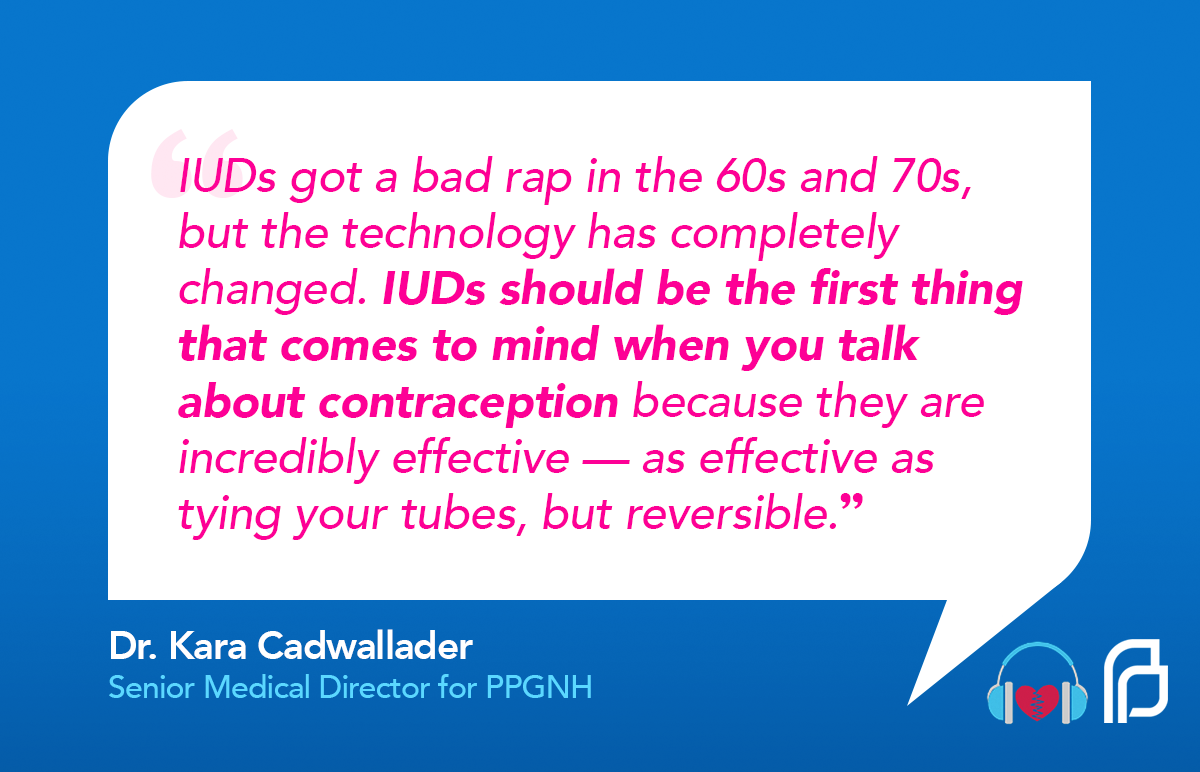 “IUDs got a bad rap in the 60s and 70s,
but the technology has completely
changed. IUDs should be the first thing
that comes to mind when you talk
about contraception because they are
incredibly effective — as effective as
tying your tubes, but reversible.”
Dr. Kara Cadwallader
Senior Medical Director for PPGNH